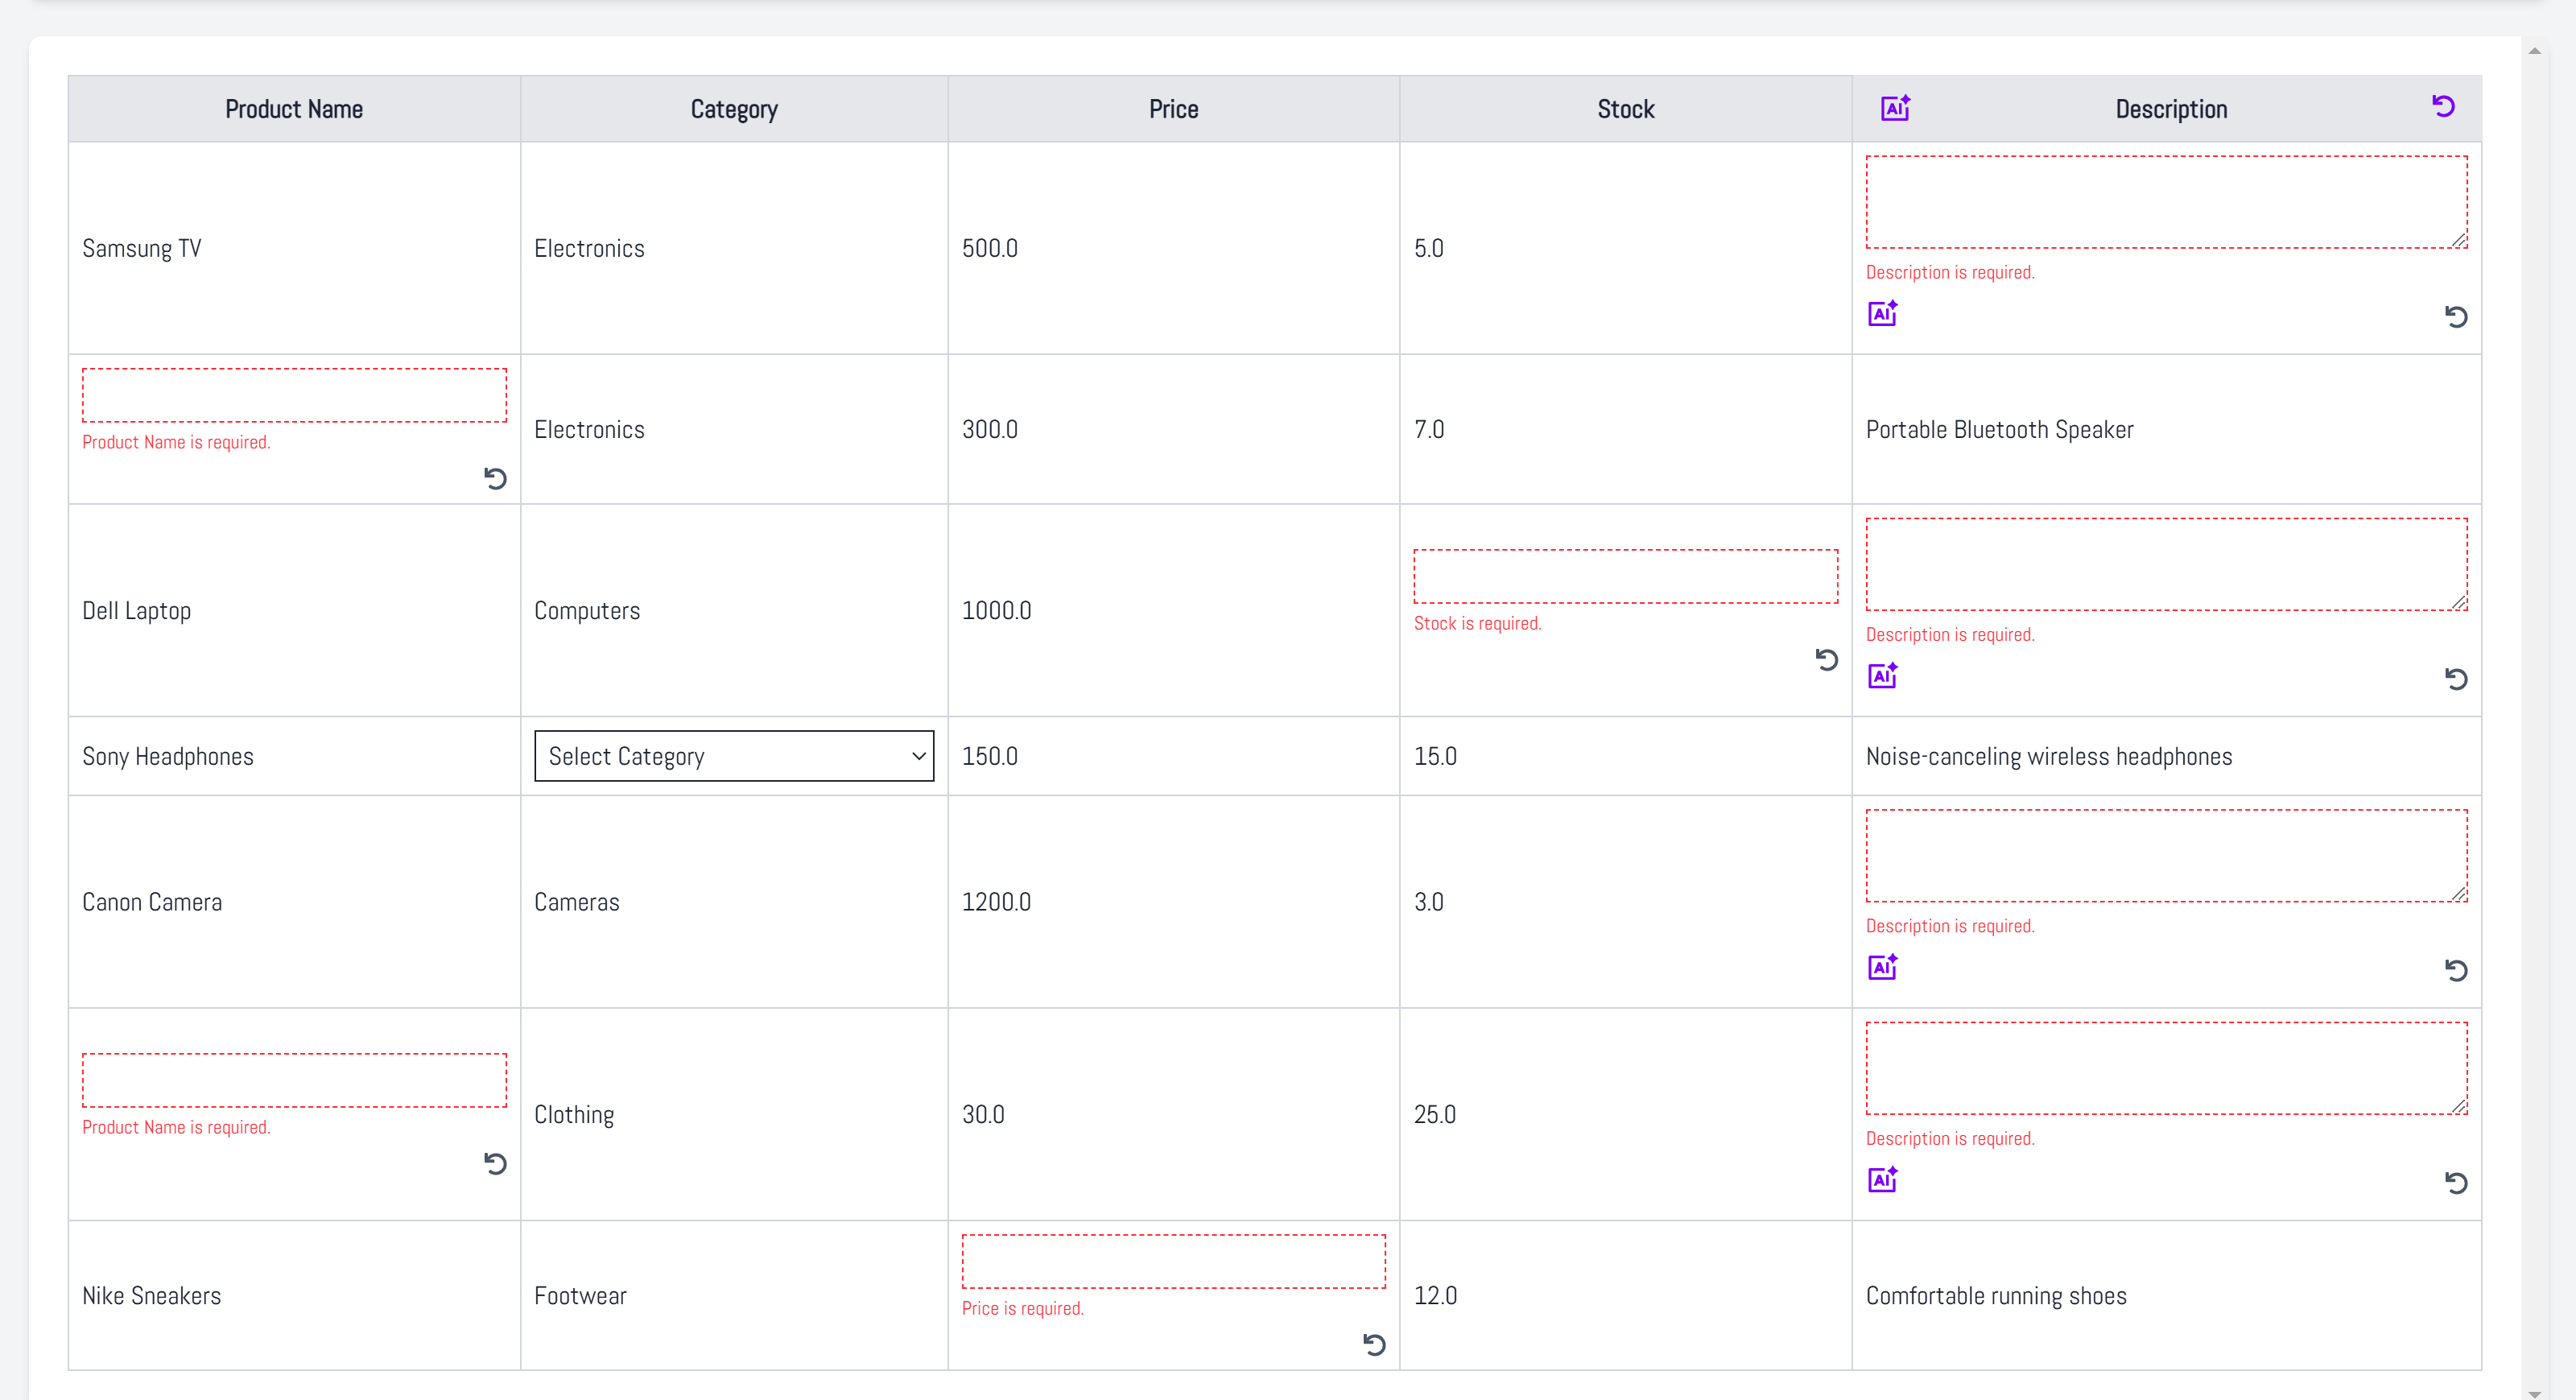 Product Name Category Price Stock AI Description
Samsung TV Electronics 500.0 5.0
Description is required.
AI
Electronics 300.0 7.0 Portable Bluetooth Speaker
Product Name is required.
Dell Laptop Computers 1000.0
Stock is required.
Description is required.
AI
Sony Headphones Select Category 150.0 15.0 Noise-canceling wireless headphones
Canon Camera Cameras 1200.0 3.0
Description is required.
AI
Clothing 30.0 25.0
Product Name is required.
Description is required.
AI
Nike Sneakers Footwear 12.0 Comfortable running shoes
Price is required.